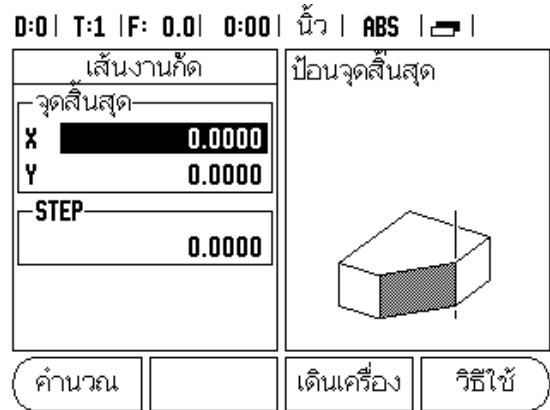 D:0| T:1 |F: 0.0| 0:00| นิ้ว | ABS | |
เส้นงานกัด
จุดสิ้นสุด
X 0.0000
Y 0.0000
STEP
0.0000
ป้อนจุดสิ้นสุด
คำนวณ
เดินเครื่อง
วิธีใช้